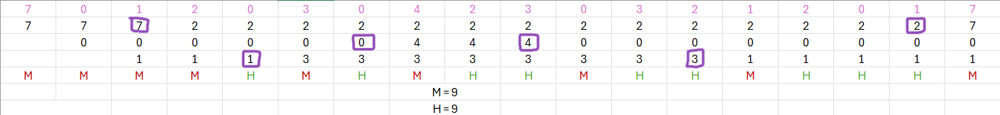 7 0 1 2 0 3 0 4 2 3 0 3 2 1 2 0 1 7
7 7 7 2 2 2 2 2 2 2 2 2 2 2 2 2 2 7
0 0 0 0 0 0 4 4 4 0 0 0 0 0 0 0 0
1 1 1 3 3 3 3 3 3 3 3 1 1 1 1 1
M M M M H M H M H H M H H M H H H M
M = 9
H = 9